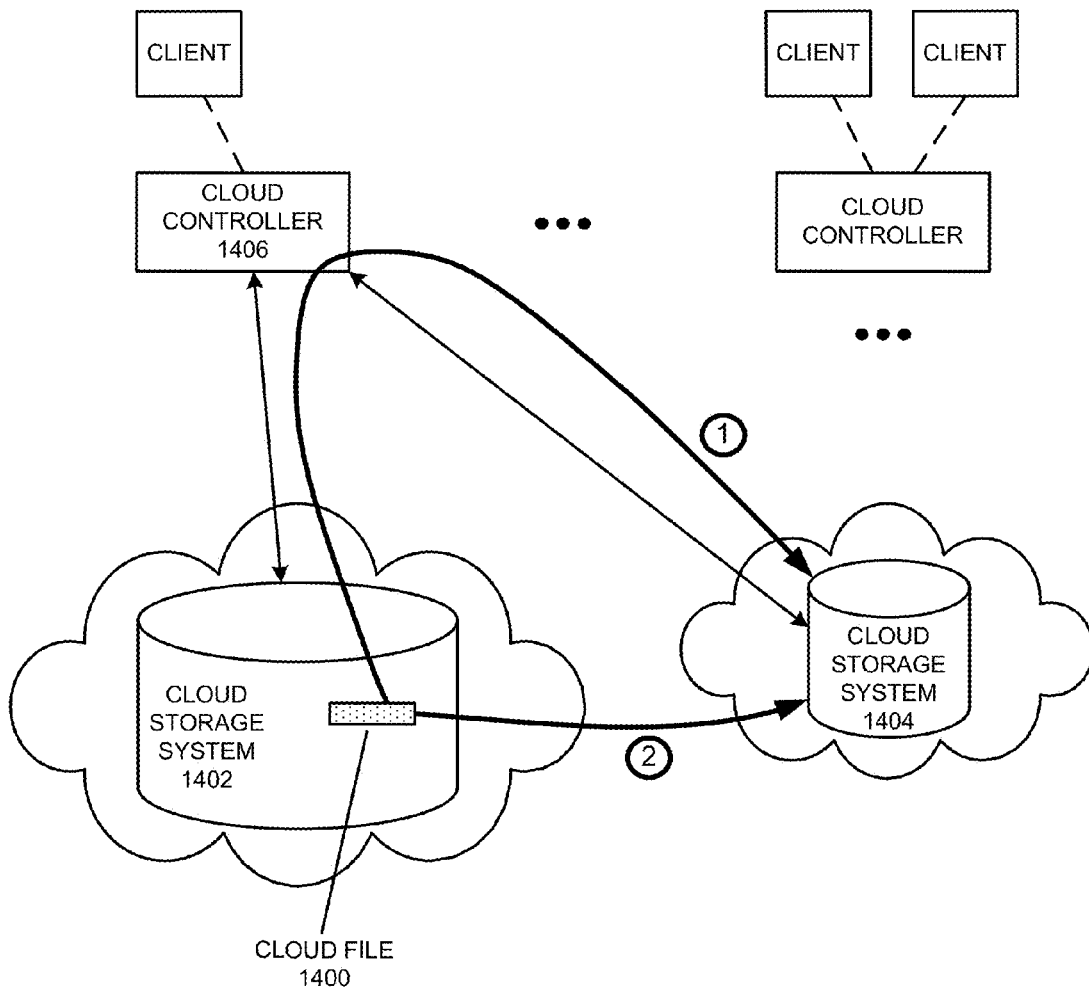 CLIENT
CLIENT
CLIENT
CLOUD
CONTROLLER
1406
CLOUD
CONTROLLER
1
CLOUD
STORAGE
SYSTEM
1402
CLOUD
STORAGE
SYSTEM
1404
2
CLOUD FILE
1400